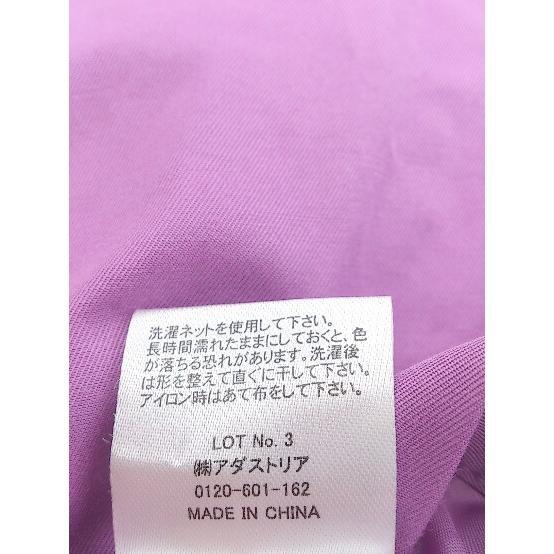 洗濯ネットを使用して下さい。
長時間濡れたままにしておくと、色
が落ちる恐れがあります。洗濯後
は形を整えて直ぐに干して下さい。
アイロン時はあて布をして下さい。
LOT No. 3
㈱アダストリア
0120-601-162
MADE IN CHINA